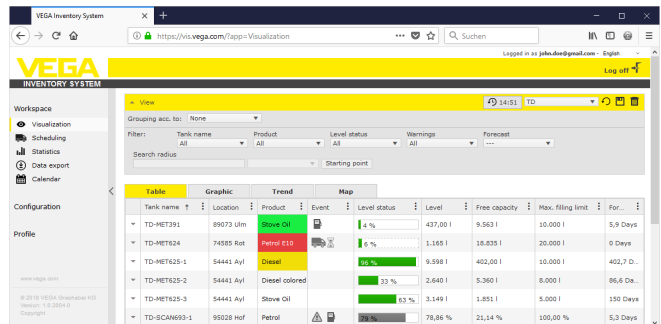 VEGA Inventory System
https://vis.vega.com/?app=Visualization
Suchen
Logged in as john.doe@gmail.com - English
VEGA
Log off
INVENTORY SYSTEM
View
14:51
TD
Workspace
Grouping acc. to: None
Visualization
Filter: Tank name Product Level status Warnings Forecast
Scheduling
All All All All ---
Statistics
Search radius
Data export
Starting point
Calendar
Table Graphic Trend Map
Configuration
Tank name Location Product Event Level status Level Free capacity Max. filling limit For...
TD-MET391 89073 Ulm Stove Oil 4 % 437,00 l 9.563 l 10.000 l 5,9 Days
Profile
TD-MET624 74585 Rot Petrol E10 6 % 1.165 l 18.835 l 20.000 l 0 Days
TD-MET625-1 54441 Ayl Diesel 96 % 9.598 l 402,00 l 10.000 l 402,7 D...
www.vega.com
TD-MET625-2 54441 Ayl Diesel colored 33 % 2.640 l 5.360 l 8.000 l 86,6 Da...
© 2018 VEGA Grieshaber KG
TD-MET625-3 54441 Ayl Stove Oil 63 % 3.149 l 1.851 l 5.000 l 150 Days
Copyright
TD-SCAN693-1 95028 Hof Petrol 79 % 78,86 % 21,14 % 100,00 % 5,3 Days